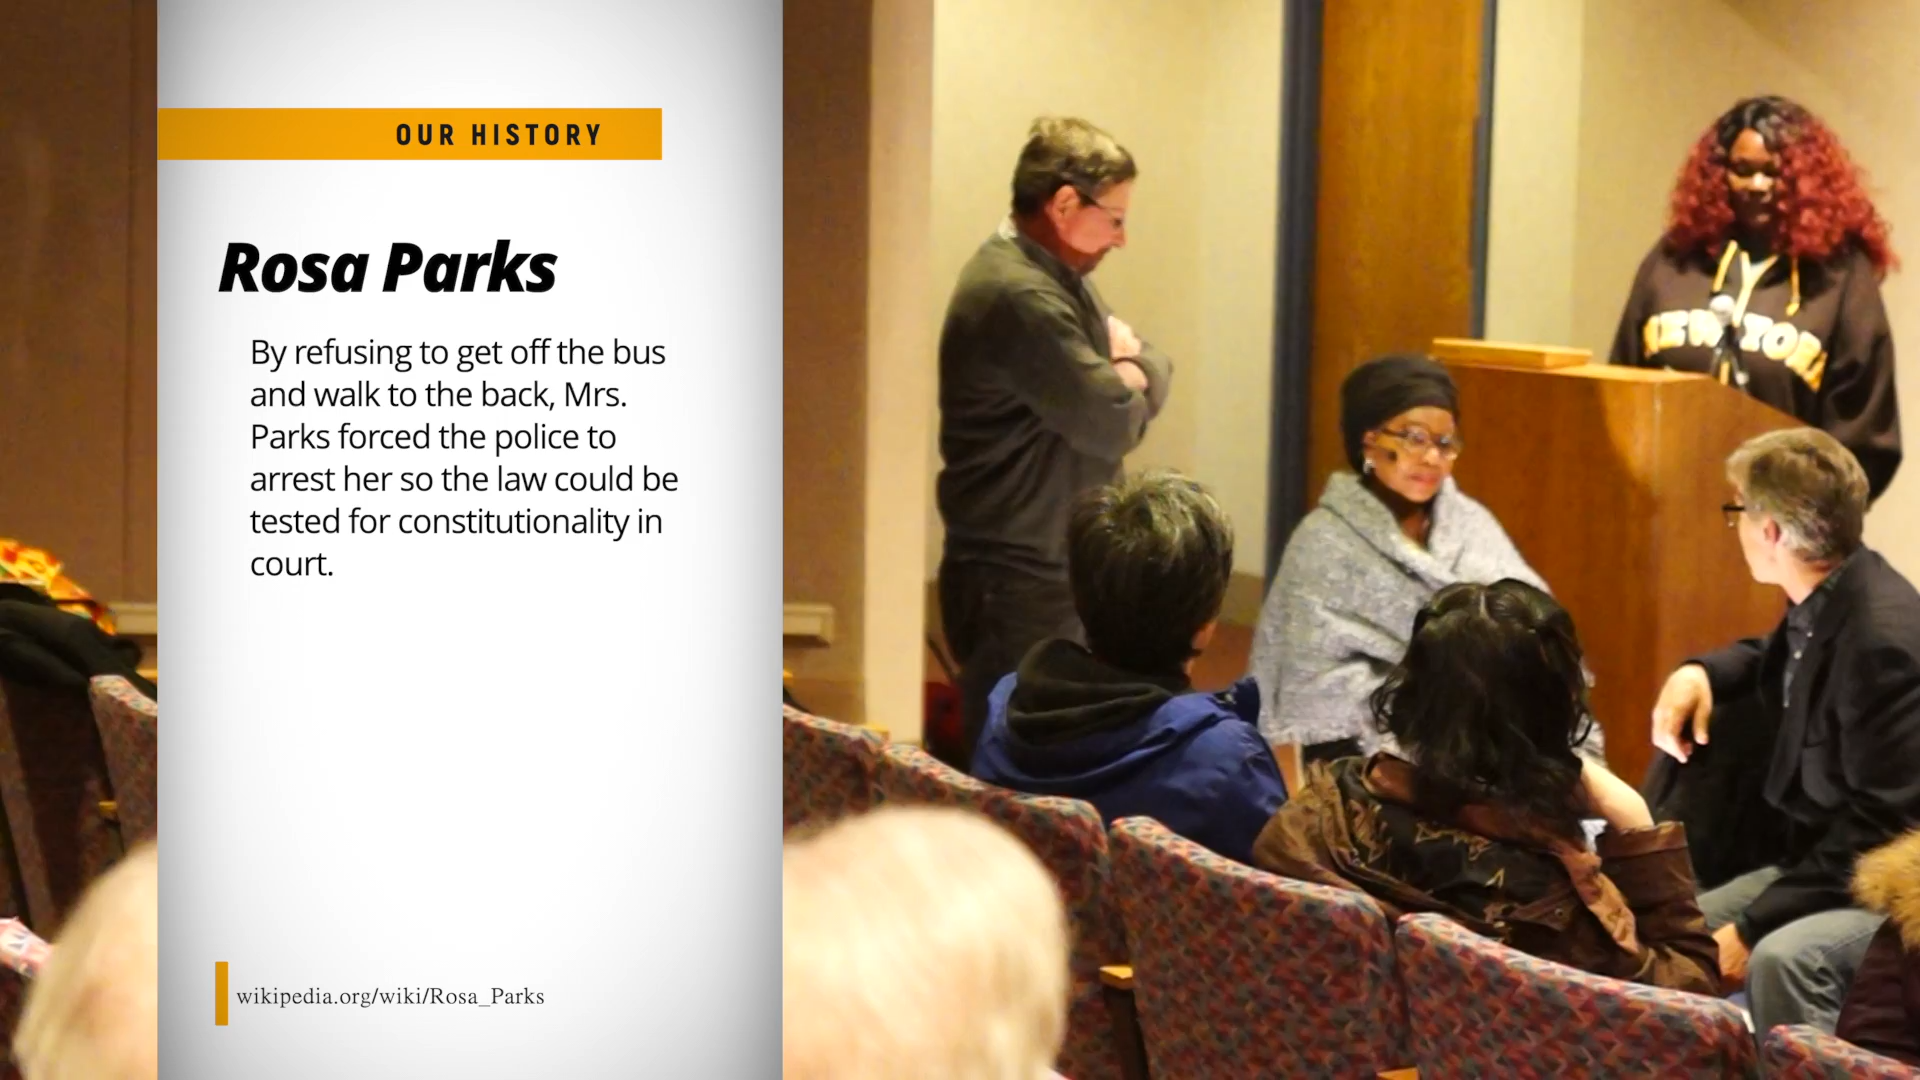 OUR HISTORY
Rosa Parks
By refusing to get off the bus
and walk to the back, Mrs.
Parks forced the police to
arrest her so the law could be
tested for constitutionality in
court.
wikipedia.org/wiki/Rosa_Parks
NEW YORK